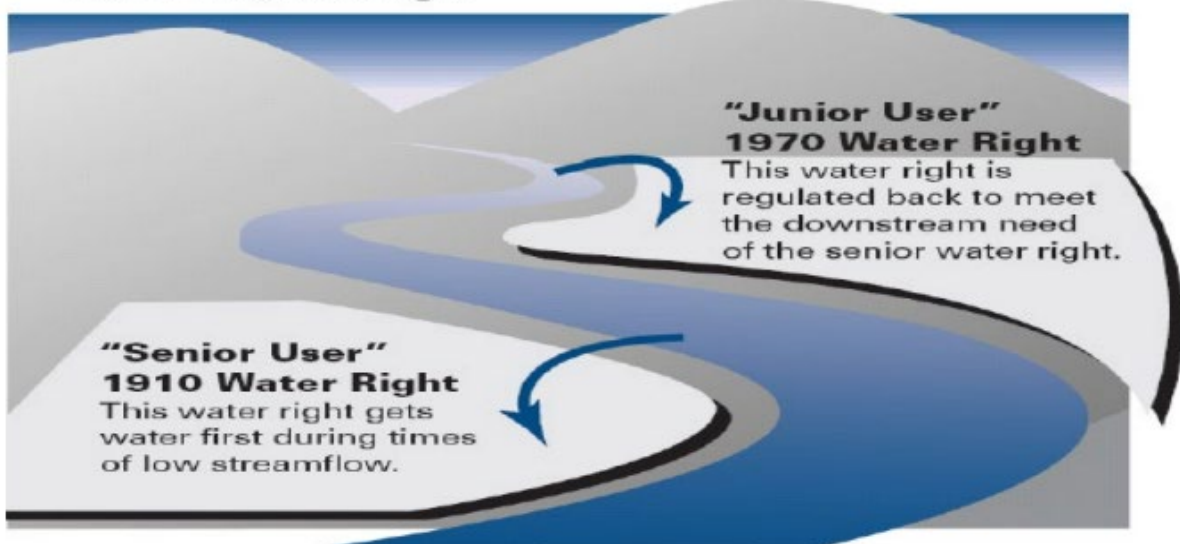 "Junior User"
1970 Water Right
This water right is
regulated back to meet
the downstream need
of the senior water right.
"Senior User"
1910 Water Right
This water right gets
water first during times
of low streamflow.